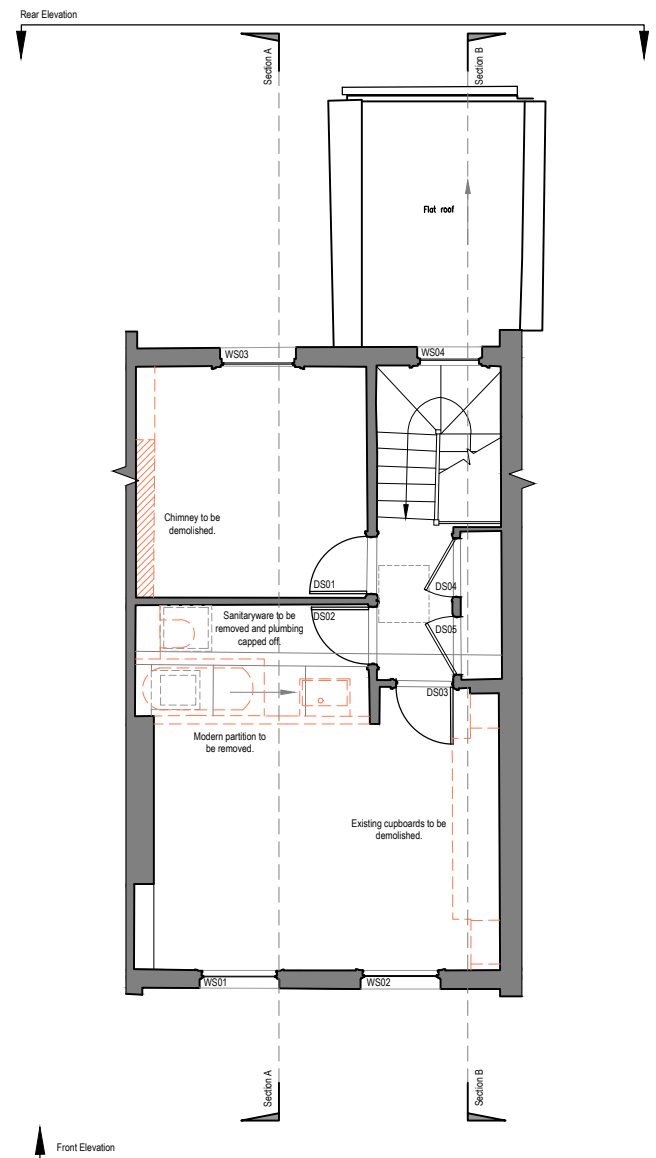 Rear Elevation
Section A
Section B
Flat roof
WS03
WS04
Chimney to be
demolished.
DS01
DS04
Sanitaryware to be
removed and plumbing
capped off.
DS02
DS05
DS03
Modern partition to
be removed.
Existing cupboards to be
demolished.
WS01
WS02
Section A
Section B
Front Elevation